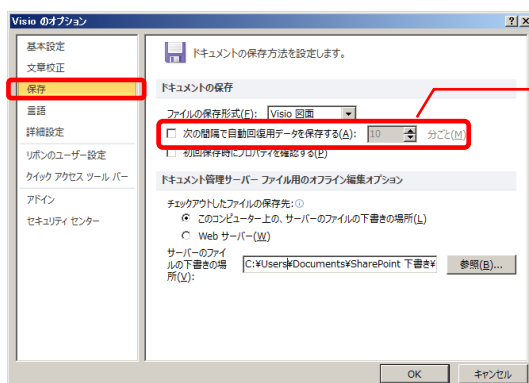 Visio のオプション
基本設定
文章校正
保存
言語
詳細設定
リボンのユーザー設定
クイック アクセス ツール バー
アドイン
セキュリティ センター
ドキュメントの保存方法を設定します。
ドキュメントの保存
ファイルの保存形式(F): Visio 図面
次の間隔で自動回復用データを保存する(A): 10 分ごと(M)
初回保存時にプロパティを確認する(P)
ドキュメント管理サーバー ファイル用のオフライン編集オプション
チェックアウトしたファイルの保存先:
このコンピューター上の、サーバーのファイルの下書きの場所(L)
Web サーバー(W)
サーバーのファイ
ルの下書きの場
所(V):
C:¥Users¥Documents¥SharePoint 下書き¥
参照(B)...
OK キャンセル